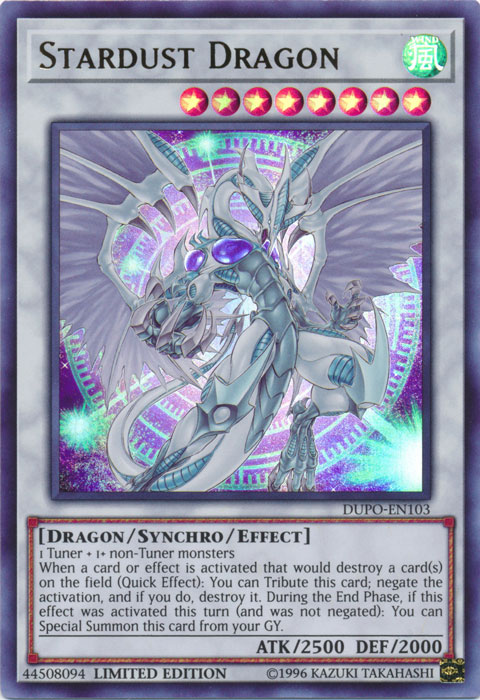 STARDUST DRAGON
WIND
風
DUPO-EN103
[DRAGON/SYNCHRO/EFFECT]
1 Tuner + 1+ non-Tuner monsters
When a card or effect is activated that would destroy a card(s)
on the field (Quick Effect): You can Tribute this card; negate the
activation, and if you do, destroy it. During the End Phase, if this
effect was activated this turn (and was not negated): You can
Special Summon this card from your GY.
ATK/2500 DEF/2000
44508094 LIMITED EDITION ©1996 KAZUKI TAKAHASHI